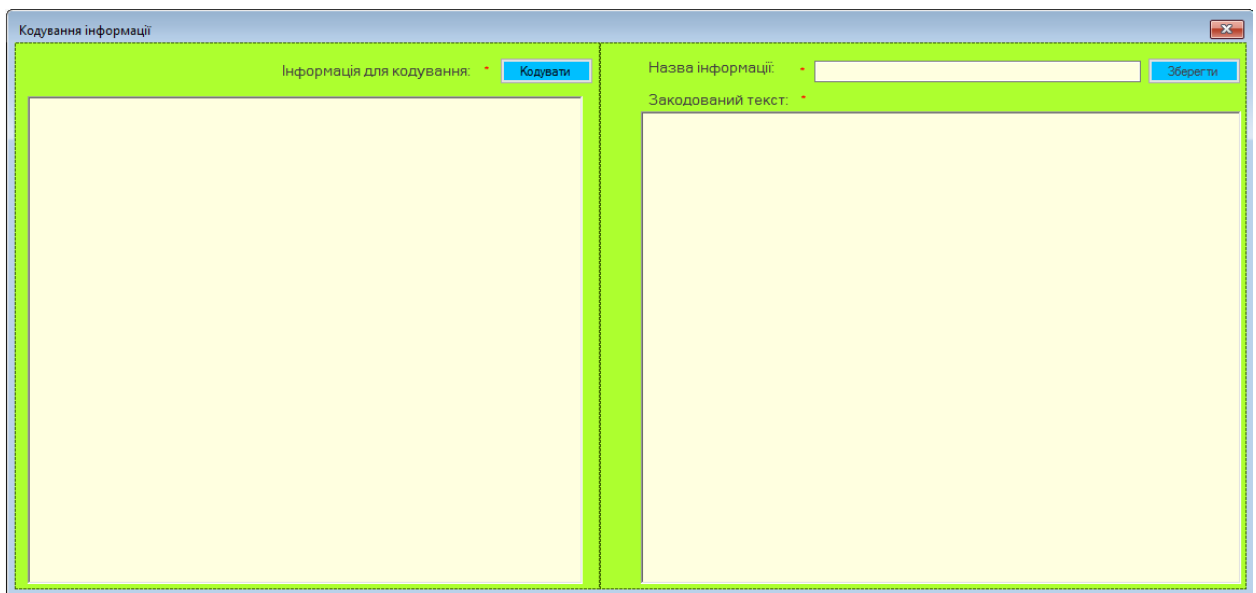 Кодування інформації
Інформація для кодування: * Кодувати
Назва інформації: * Зберегти
Закодований текст: *